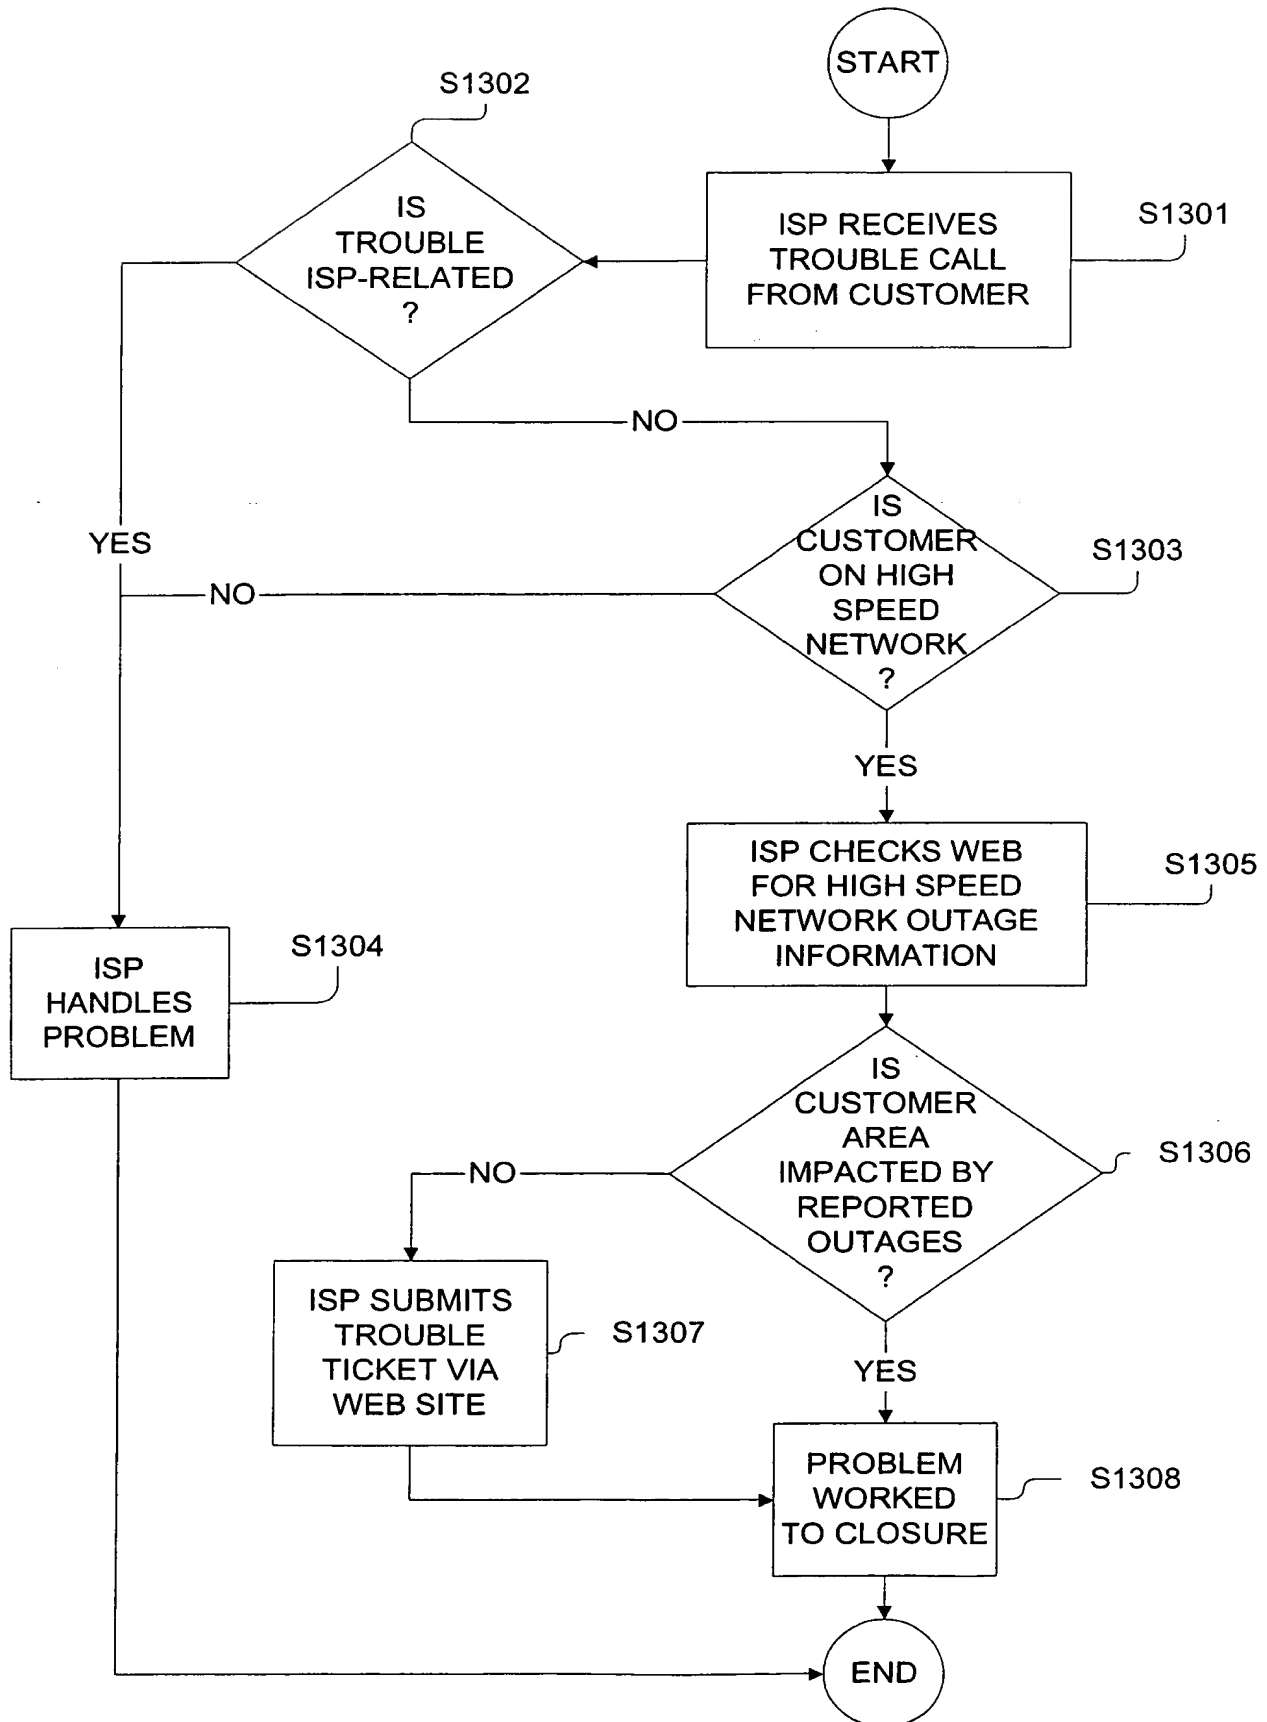 START
S1302
IS
TROUBLE
ISP-RELATED
?
ISP RECEIVES
TROUBLE CALL
FROM CUSTOMER
S1301
NO
IS
CUSTOMER
ON HIGH
SPEED
NETWORK
?
S1303
YES
NO
YES
ISP CHECKS WEB
FOR HIGH SPEED
NETWORK OUTAGE
INFORMATION
S1305
ISP
HANDLES
PROBLEM
S1304
IS
CUSTOMER
AREA
IMPACTED BY
REPORTED
OUTAGES
?
S1306
NO
ISP SUBMITS
TROUBLE
TICKET VIA
WEB SITE
S1307
YES
PROBLEM
WORKED
TO CLOSURE
S1308
END